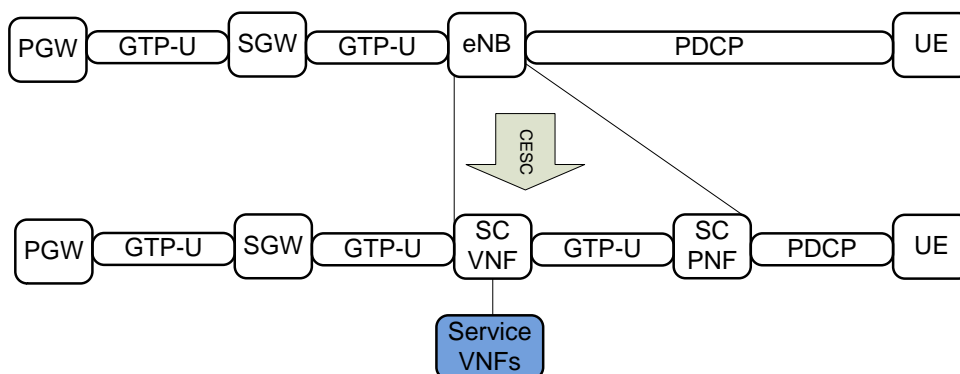 PGW GTP-U SGW GTP-U eNB PDCP UE
CESC
PGW GTP-U SGW GTP-U SC VNF GTP-U SC PNF PDCP UE
Service
VNFs